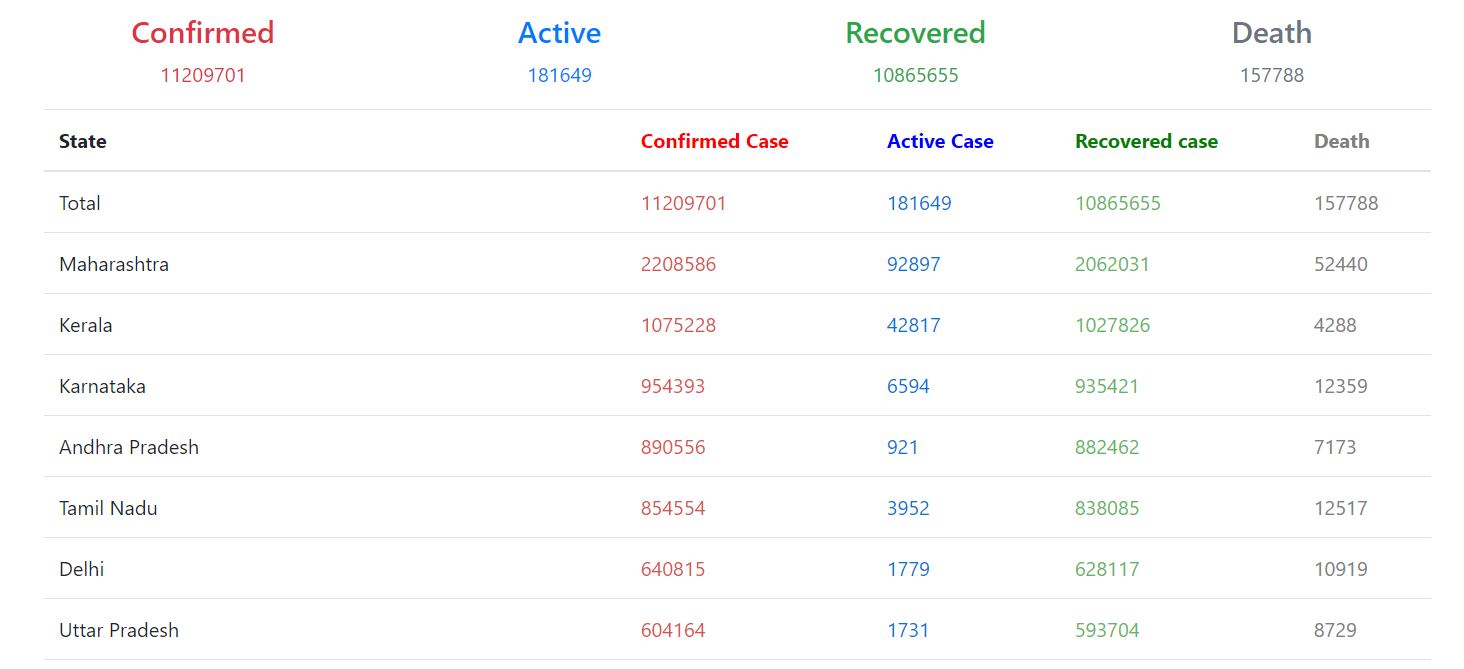 Confirmed Active Recovered Death
11209701 181649 10865655 157788
State Confirmed Case Active Case Recovered case Death
Total 11209701 181649 10865655 157788
Maharashtra 2208586 92897 2062031 52440
Kerala 1075228 42817 1027826 4288
Karnataka 954393 6594 935421 12359
Andhra Pradesh 890556 921 882462 7173
Tamil Nadu 854554 3952 838085 12517
Delhi 640815 1779 628117 10919
Uttar Pradesh 604164 1731 593704 8729